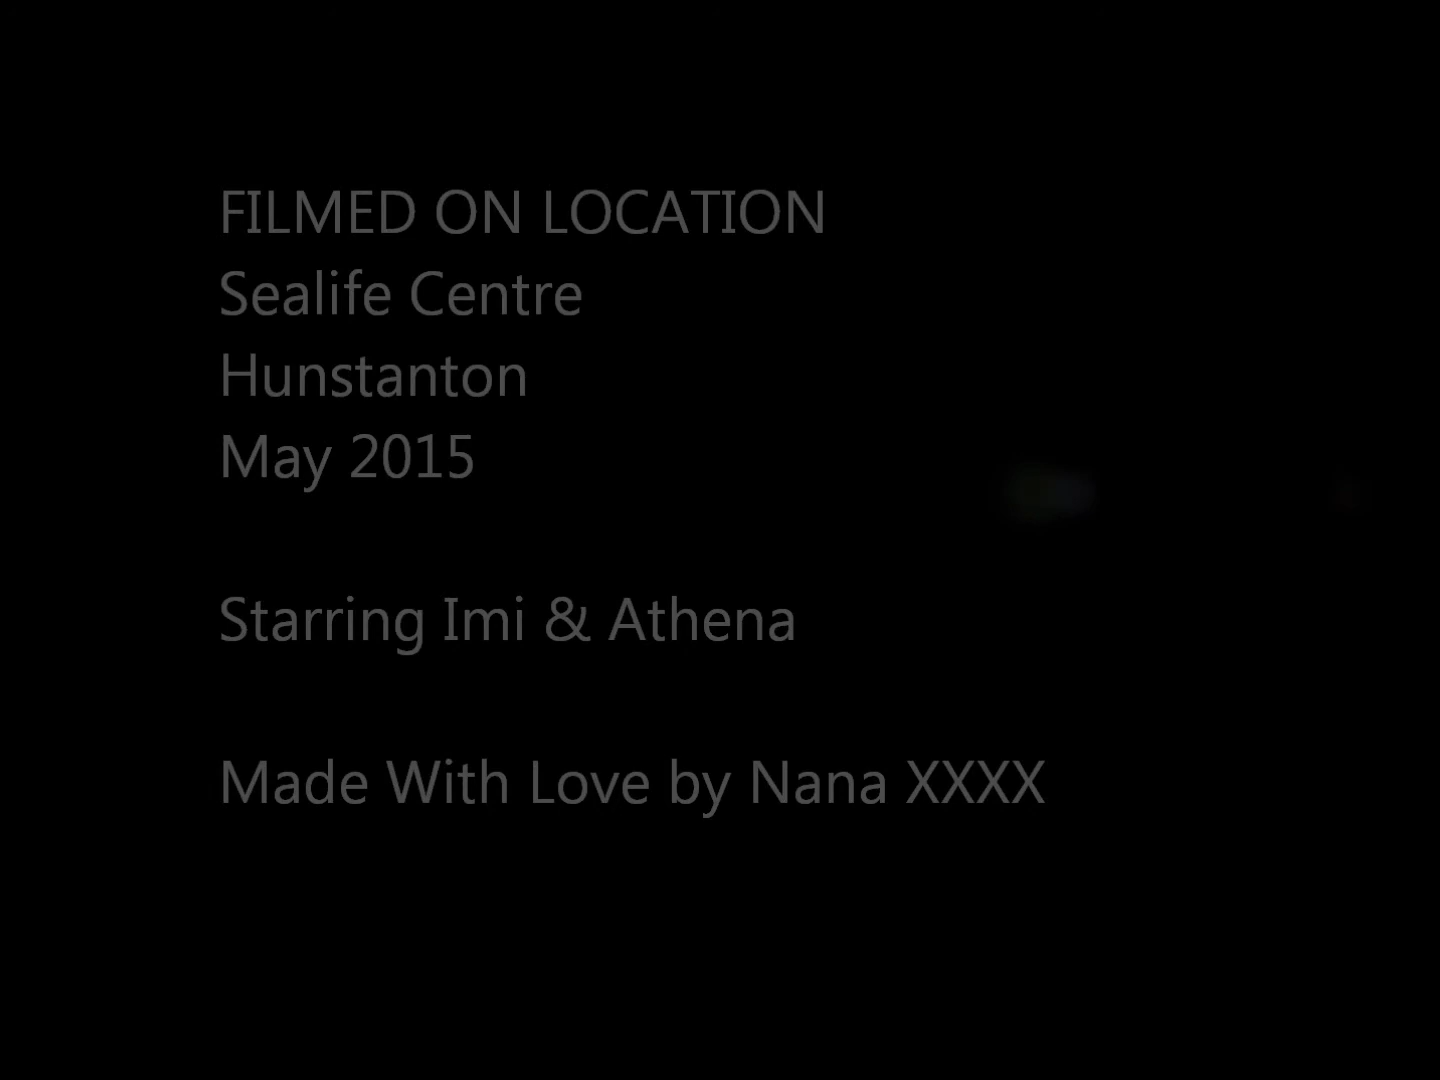 FILMED ON LOCATION
Sealife Centre
Hunstanton
May 2015
Starring Imi & Athena
Made With Love by Nana XXXX